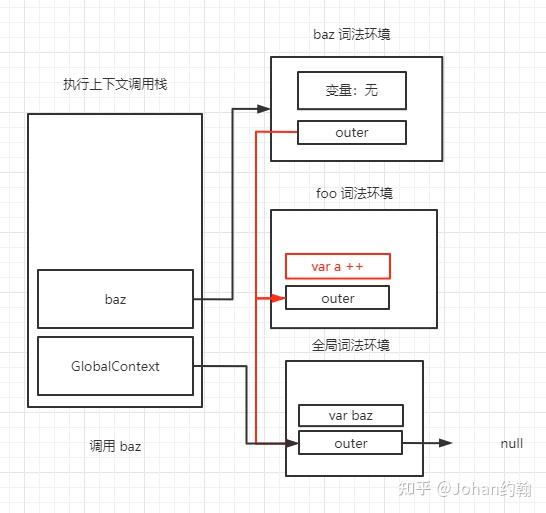 baz 词法环境
执行上下文调用栈
变量：无
outer
foo 词法环境
var a ++
baz
outer
全局词法环境
GlobalContext
var baz
outer
null
调用 baz
知乎 @Johan约翰